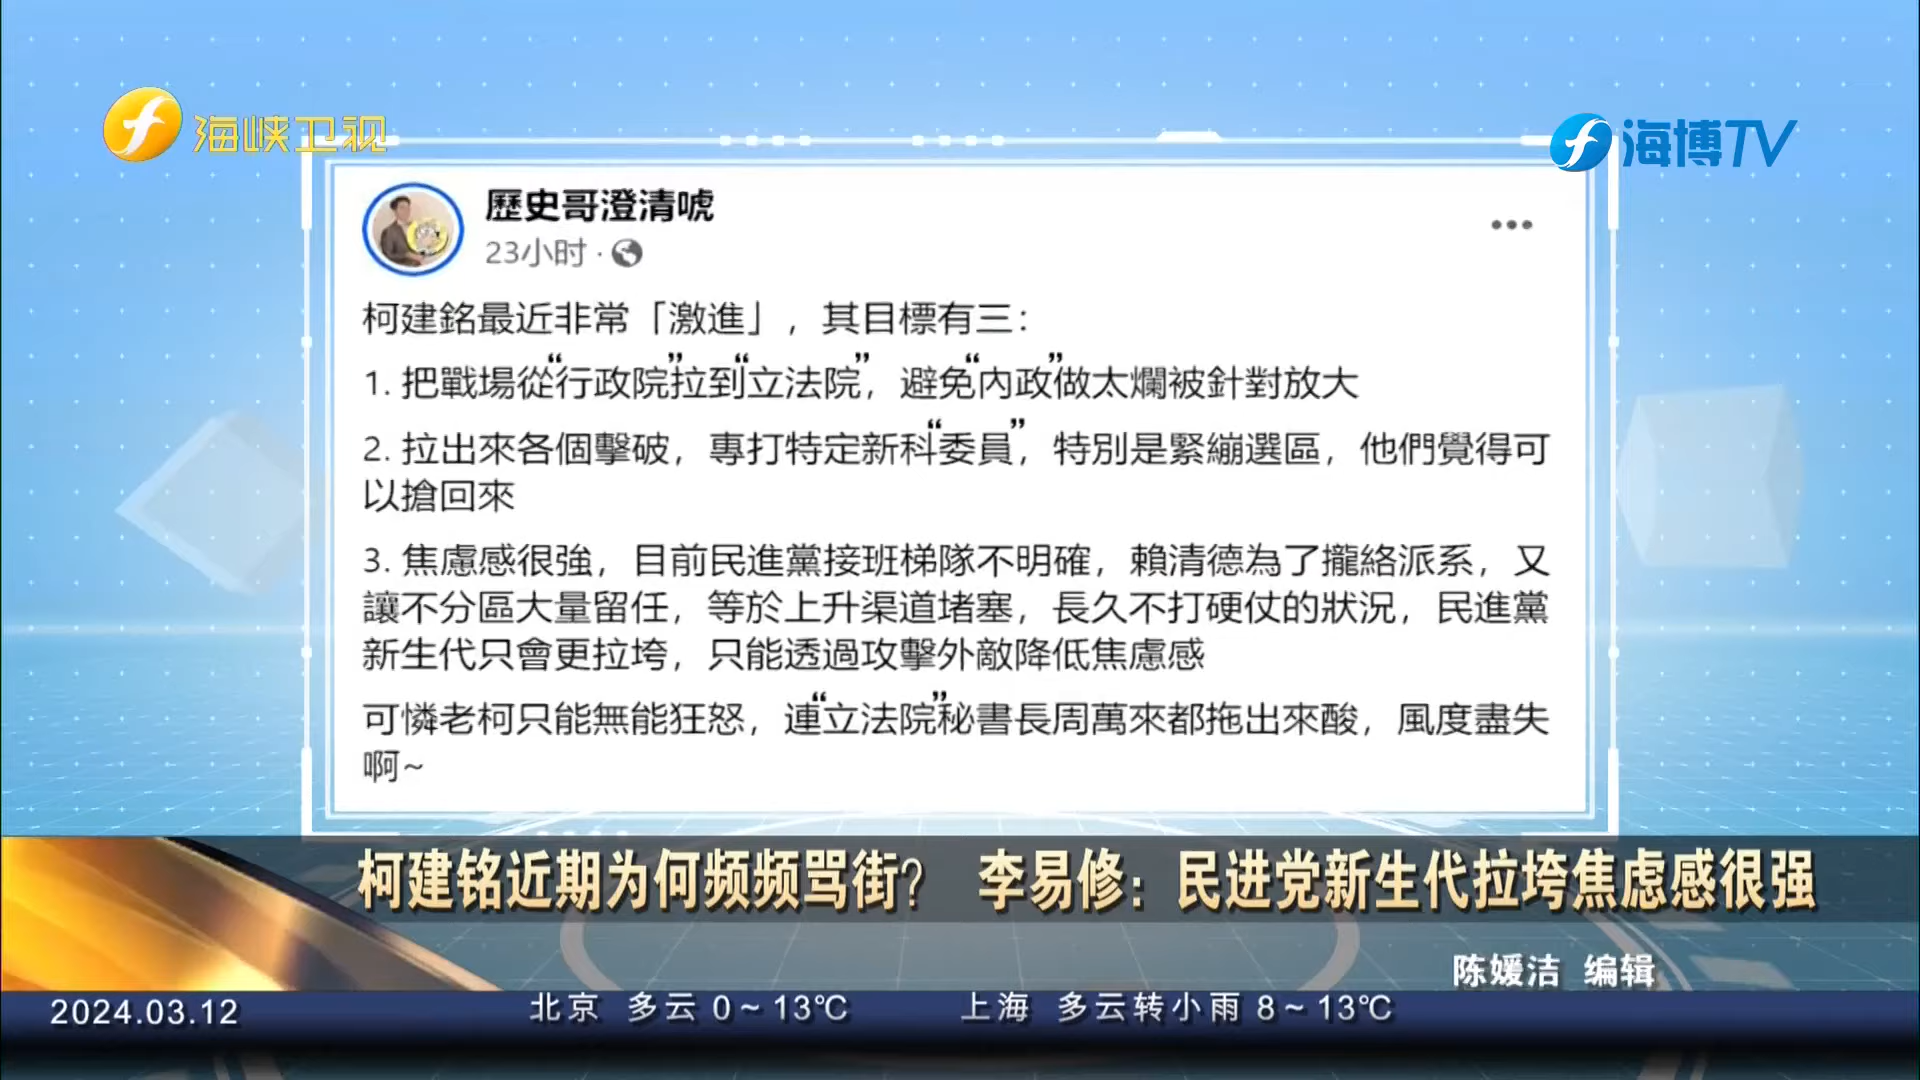 海峡卫视
海博TV
歷史哥澄清唬
23小时 ·
柯建銘最近非常「激進」，其目標有三：
1. 把戰場從“行政院”拉到“立法院”，避免“內政”做太爛被針對放大
2. 拉出來各個擊破，專打特定新科“委員”，特別是緊繃選區，他們覺得可
以搶回來
3. 焦慮感很強，目前民進黨接班梯隊不明確，賴清德為了攏絡派系，又
讓不分區大量留任，等於上升渠道堵塞，長久不打硬仗的狀況，民進黨
新生代只會更拉垮，只能透過攻擊外敵降低焦慮感
可憐老柯只能無能狂怒，連“立法院”秘書長周萬來都拖出來酸，風度盡失
啊~
柯建铭近期为何频频骂街？ 李易修：民进党新生代拉垮焦虑感很强
陈媛洁 编辑
2024.03.12
北京 多云 0～13℃ 上海 多云转小雨 8～13℃